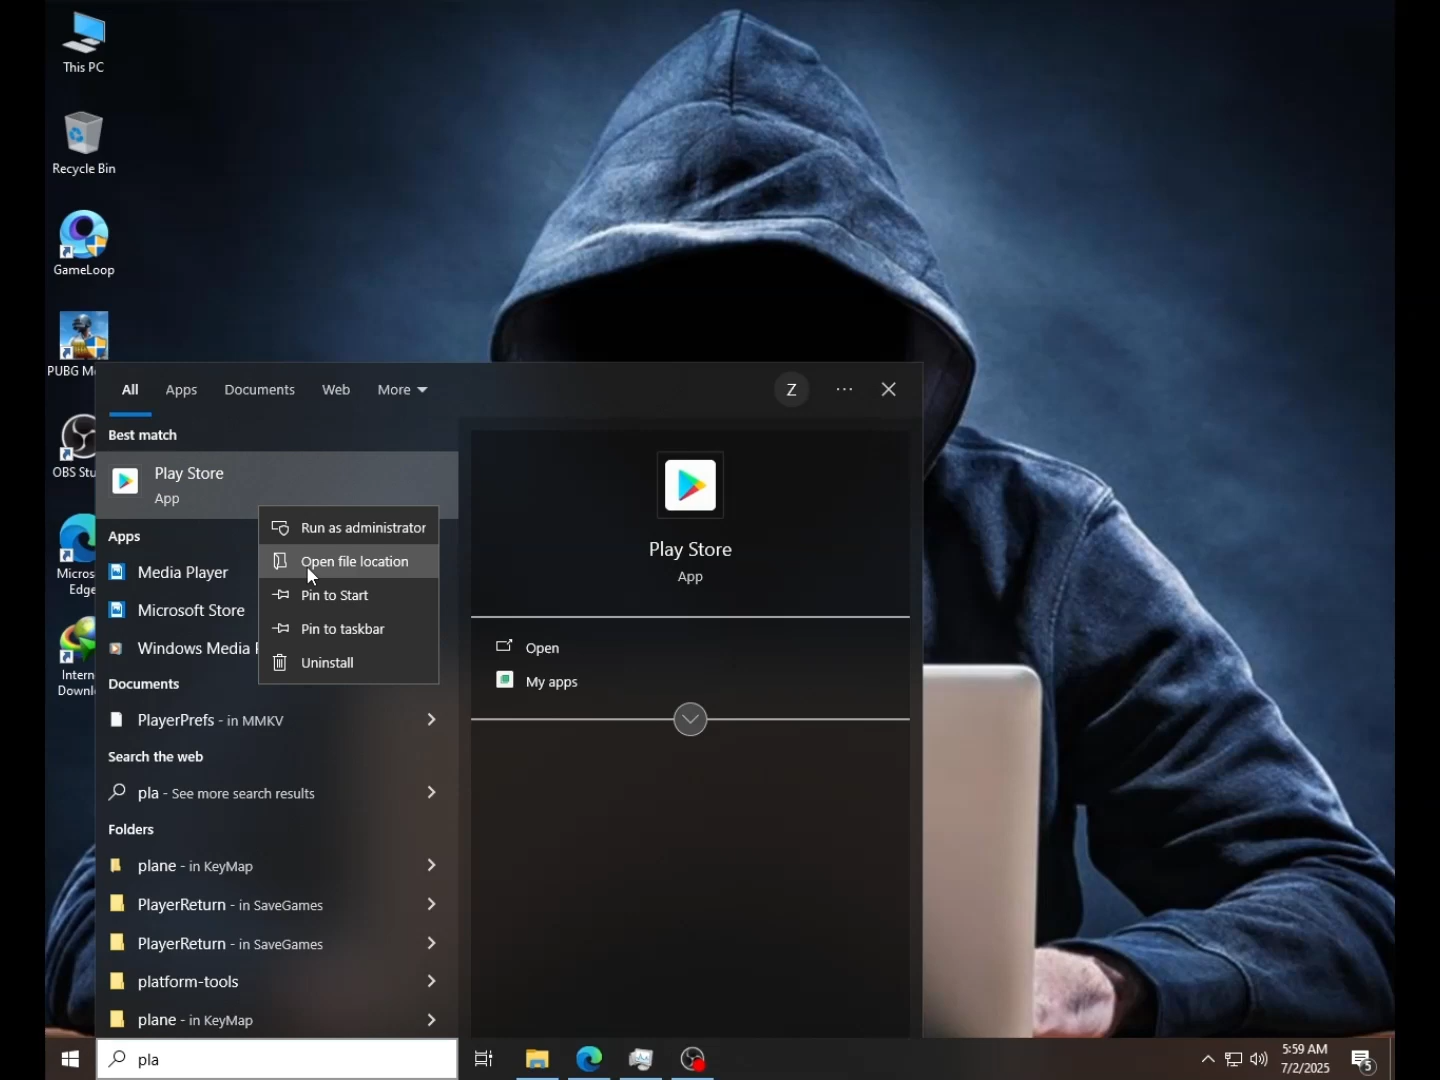 This PC
Recycle Bin
GameLoop
PUBG M
OBS Stu
Micros
Edge
Intern
Downl
All
Apps
Documents
Web
More
Z
Best match
Play Store
App
Run as administrator
Open file location
Pin to Start
Pin to taskbar
Uninstall
Apps
Media Player
Microsoft Store
Windows Media P
Documents
PlayerPrefs - in MMKV
Search the web
pla - See more search results
Folders
plane - in KeyMap
PlayerReturn - in SaveGames
PlayerReturn - in SaveGames
platform-tools
plane - in KeyMap
Play Store
App
Open
My apps
pla
5:59 AM
7/2/2025
5